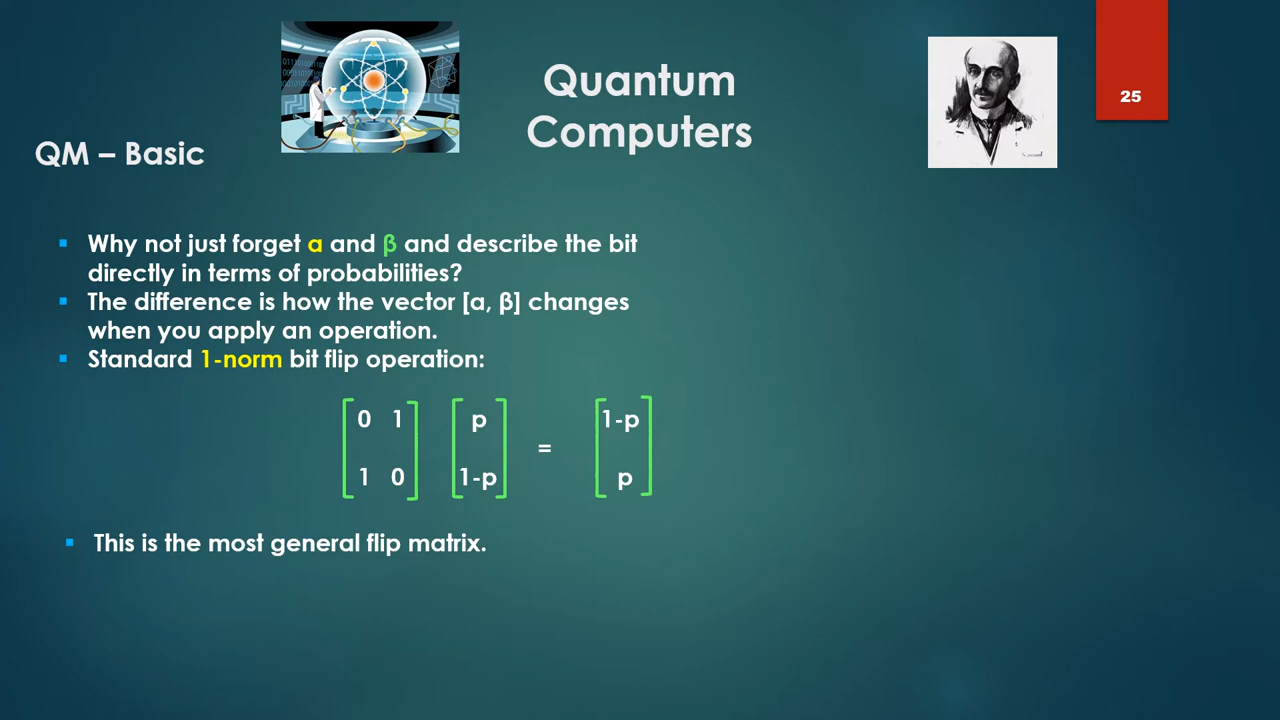 Quantum
Computers
25
QM – Basic
Why not just forget α and β and describe the bit
directly in terms of probabilities?
The difference is how the vector [α, β] changes
when you apply an operation.
Standard 1-norm bit flip operation:
0 1 p 1-p
=
1 0 1-p p
This is the most general flip matrix.